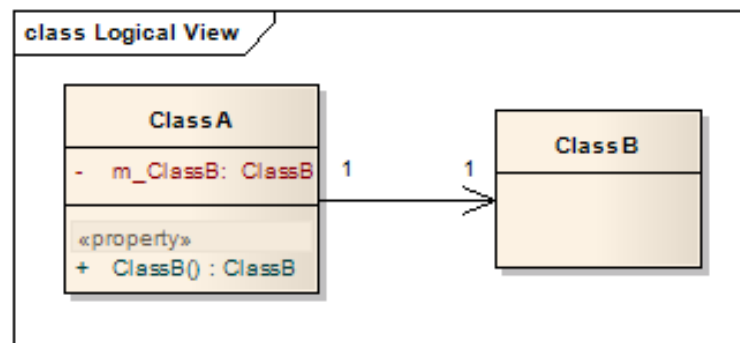 class Logical View
ClassA
- m_ClassB: ClassB
«property»
+ ClassB() : ClassB
1
1
ClassB